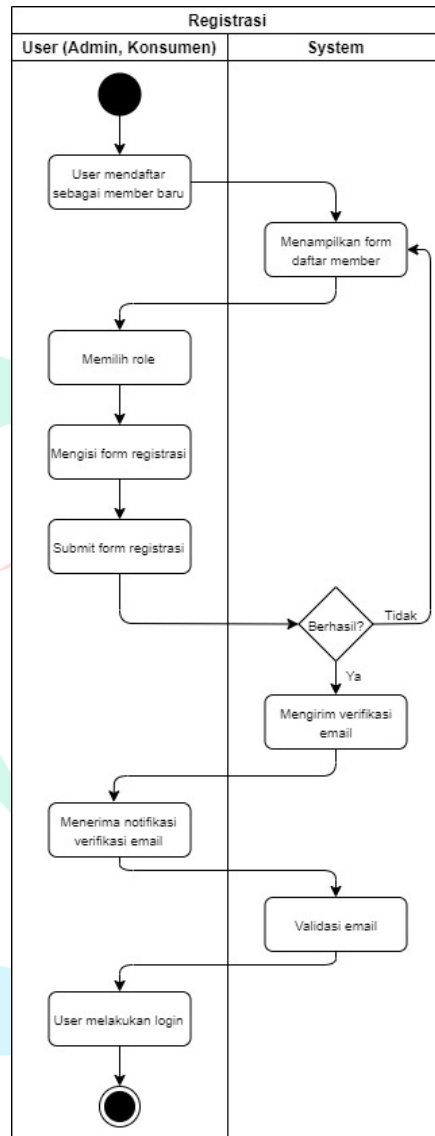 Registrasi
User (Admin, Konsumen)
System
User mendaftar
sebagai member baru
Menampilkan form
daftar member
Memilih role
Mengisi form registrasi
Submit form registrasi
Berhasil?
Tidak
Ya
Mengirim verifikasi
email
Menerima notifikasi
verifikasi email
Validasi email
User melakukan login